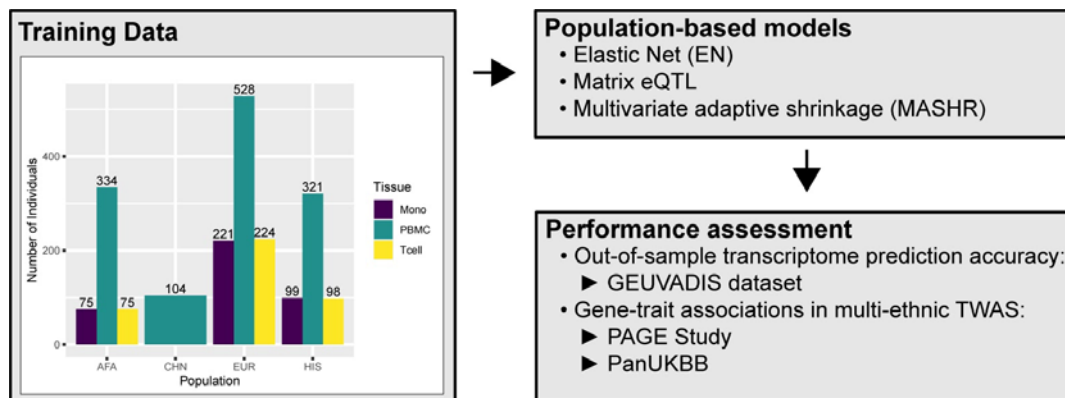 Training Data
Number of Individuals
400
200
0
75
334
75
104
221
528
224
99
321
98
AFA
CHN
EUR
HIS
Population
Tissue
Mono
PBMC
Tcell
Population-based models
• Elastic Net (EN)
• Matrix eQTL
• Multivariate adaptive shrinkage (MASHR)
Performance assessment
• Out-of-sample transcriptome prediction accuracy:
► GEUVADIS dataset
• Gene-trait associations in multi-ethnic TWAS:
► PAGE Study
► PanUKBB